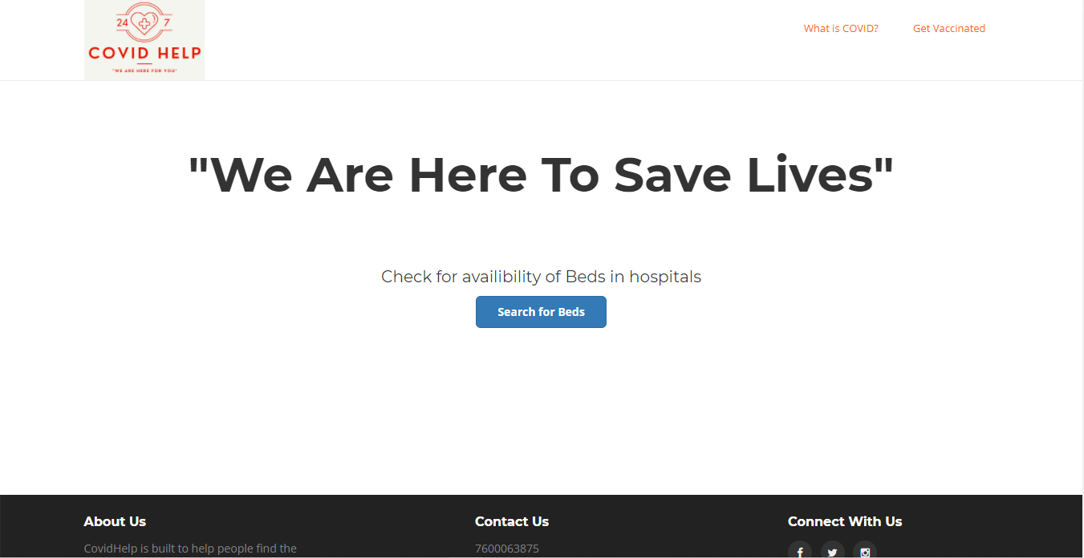 24 7
COVID HELP
"WE ARE HERE FOR YOU"
What is COVID? Get Vaccinated
"We Are Here To Save Lives"
Check for availibility of Beds in hospitals
Search for Beds
About Us Contact Us Connect With Us
CovidHelp is built to help people find the 7600063875